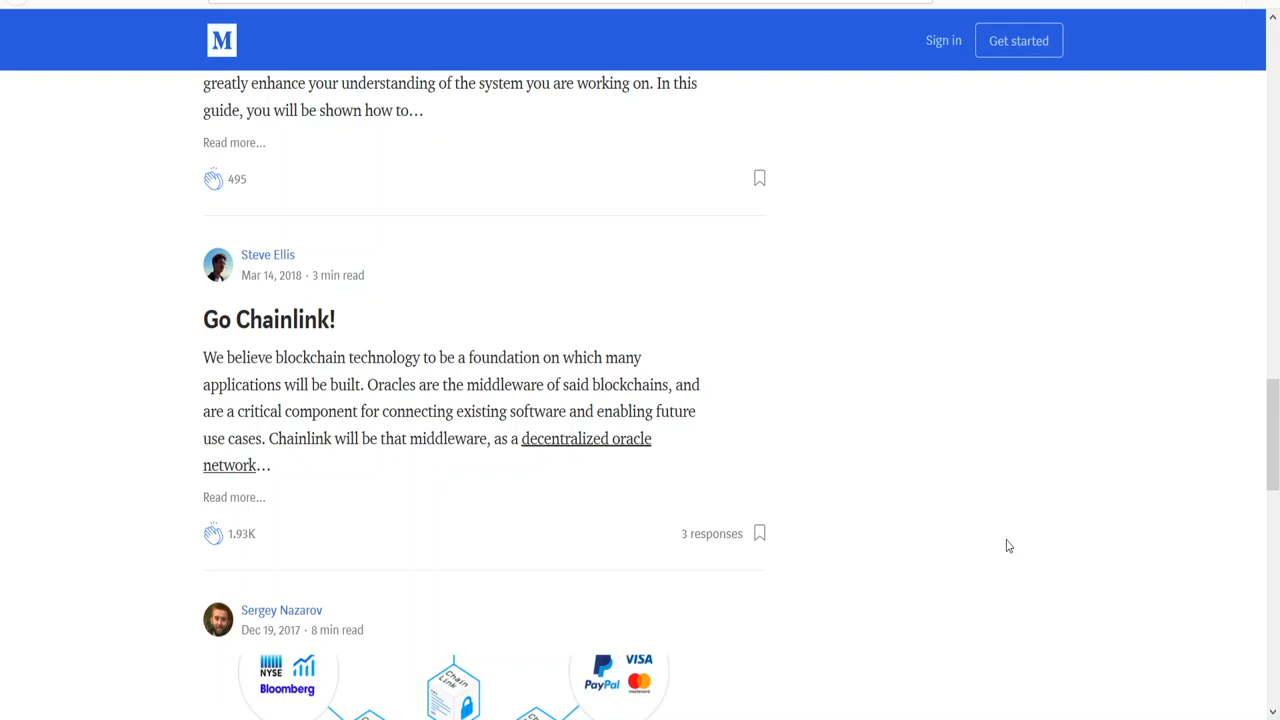 M
Sign in
Get started
greatly enhance your understanding of the system you are working on. In this
guide, you will be shown how to…
Read more…
495
Steve Ellis
Mar 14, 2018 · 3 min read
Go Chainlink!
We believe blockchain technology to be a foundation on which many
applications will be built. Oracles are the middleware of said blockchains, and
are a critical component for connecting existing software and enabling future
use cases. Chainlink will be that middleware, as a decentralized oracle
network…
Read more…
1.93K
3 responses
Sergey Nazarov
Dec 19, 2017 · 8 min read
NYSE
Bloomberg
Chain
Link
PayPal
VISA
mastercard